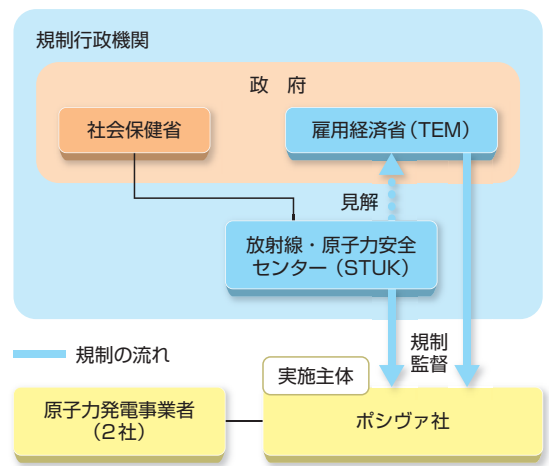 規制行政機関
政 府
社会保健省
雇用経済省(TEM)
見解
放射線・原子力安全
センター(STUK)
規制の流れ
規制
監督
実施主体
原子力発電事業者
(2社)
ポシヴァ社